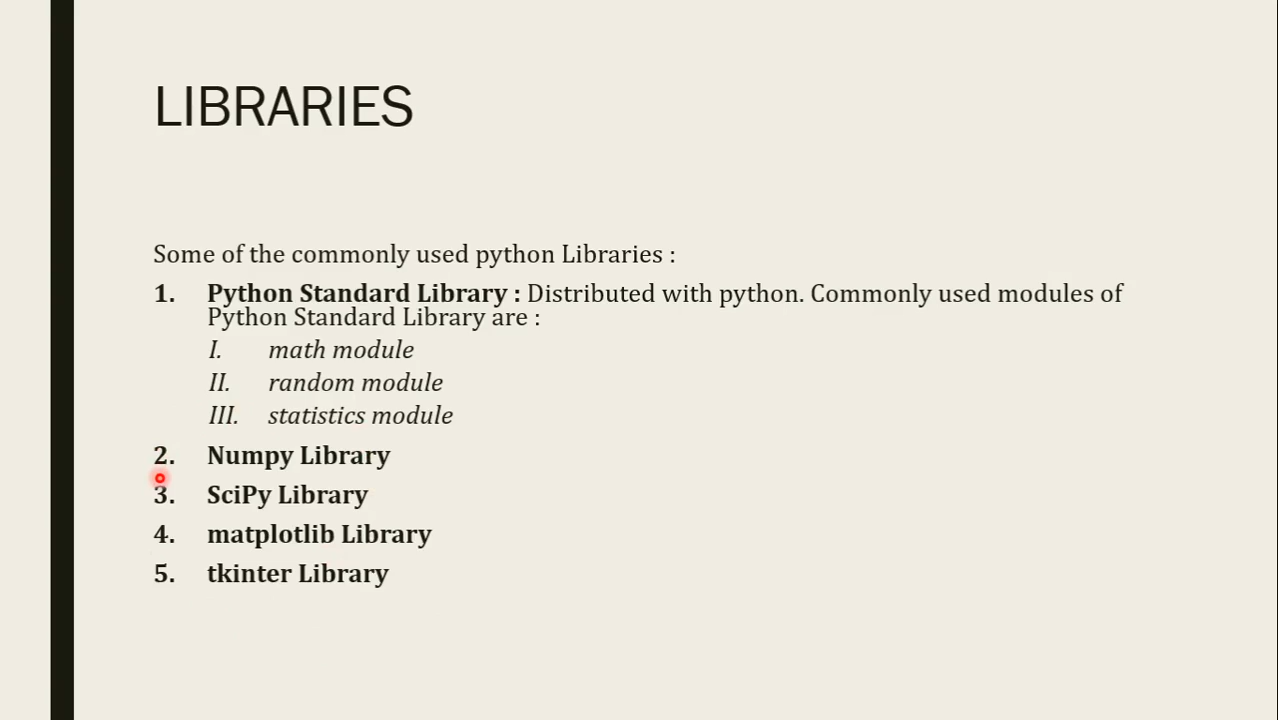 LIBRARIES
Some of the commonly used python Libraries :
1. Python Standard Library : Distributed with python. Commonly used modules of
Python Standard Library are :
I. math module
II. random module
III. statistics module
2. Numpy Library
3. SciPy Library
4. matplotlib Library
5. tkinter Library